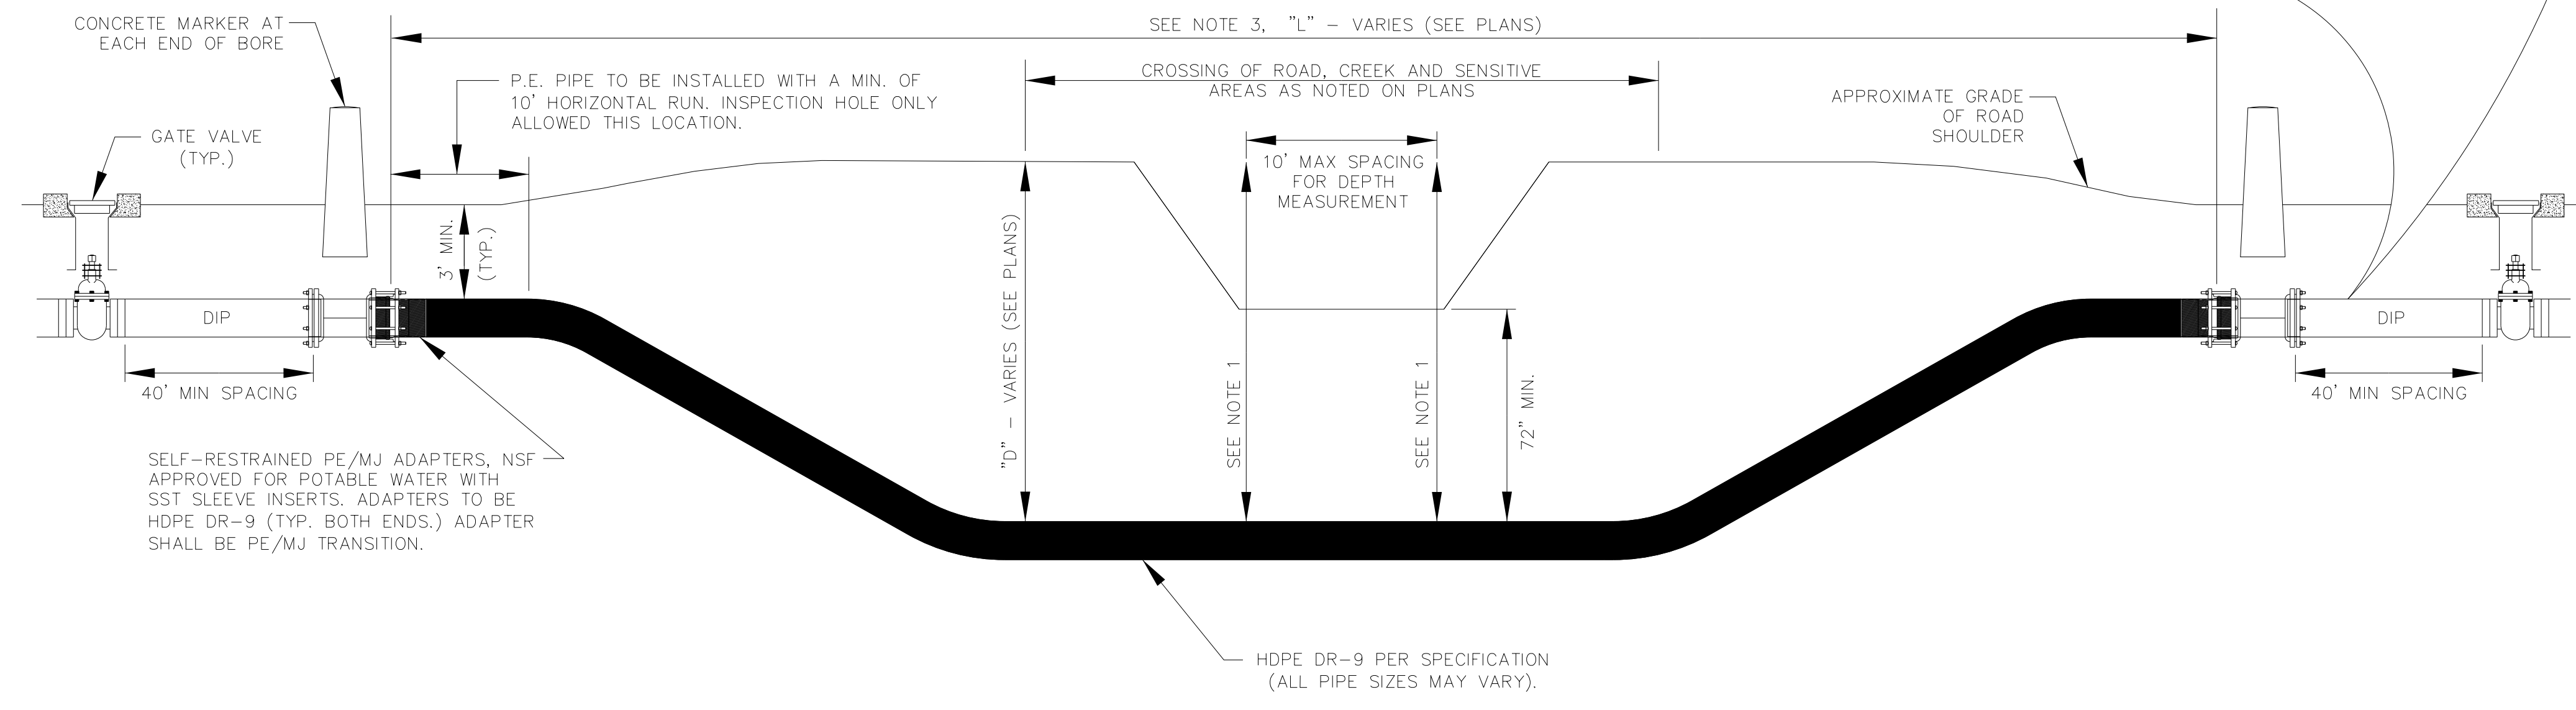 CONCRETE MARKER AT
EACH END OF BORE
SEE NOTE 3,  "L" - VARIES (SEE PLANS)
P.E. PIPE TO BE INSTALLED WITH A MIN. OF
10' HORIZONTAL RUN. INSPECTION HOLE ONLY
ALLOWED THIS LOCATION.
CROSSING OF ROAD, CREEK AND SENSITIVE
AREAS AS NOTED ON PLANS
APPROXIMATE GRADE
OF ROAD
SHOULDER
GATE VALVE
(TYP.)
10' MAX SPACING
FOR DEPTH
MEASUREMENT
3' MIN.
(TYP.)
"D" - VARIES (SEE PLANS)
SEE NOTE 1
SEE NOTE 1
72" MIN.
DIP
DIP
40' MIN SPACING
40' MIN SPACING
SELF-RESTRAINED PE/MJ ADAPTERS, NSF
APPROVED FOR POTABLE WATER WITH
SST SLEEVE INSERTS. ADAPTERS TO BE
HDPE DR-9 (TYP. BOTH ENDS.) ADAPTER
SHALL BE PE/MJ TRANSITION.
HDPE DR-9 PER SPECIFICATION
(ALL PIPE SIZES MAY VARY).